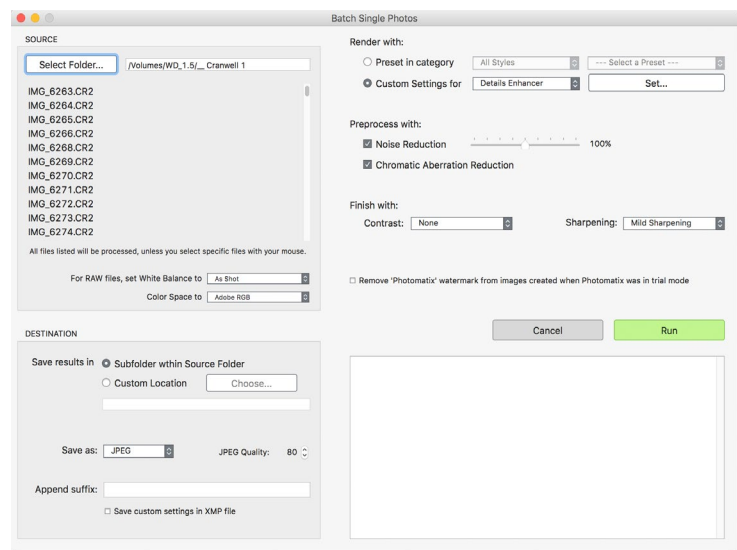 Batch Single Photos
SOURCE
Select Folder...
/Volumes/WD_1.5/__ Cranwell 1
IMG_6263.CR2
IMG_6264.CR2
IMG_6265.CR2
IMG_6266.CR2
IMG_6268.CR2
IMG_6269.CR2
IMG_6270.CR2
IMG_6271.CR2
IMG_6272.CR2
IMG_6273.CR2
IMG_6274.CR2
All files listed will be processed, unless you select specific files with your mouse.
For RAW files, set White Balance to As Shot
Color Space to Adobe RGB
DESTINATION
Save results in Subfolder wthin Source Folder
Custom Location Choose...
Save as: JPEG JPEG Quality: 80
Append suffix:
Save custom settings in XMP file
Render with:
Preset in category All Styles --- Select a Preset ---
Custom Settings for Details Enhancer Set...
Preprocess with:
Noise Reduction 100%
Chromatic Aberration Reduction
Finish with:
Contrast: None Sharpening: Mild Sharpening
Remove 'Photomatix' watermark from images created when Photomatix was in trial mode
Cancel Run